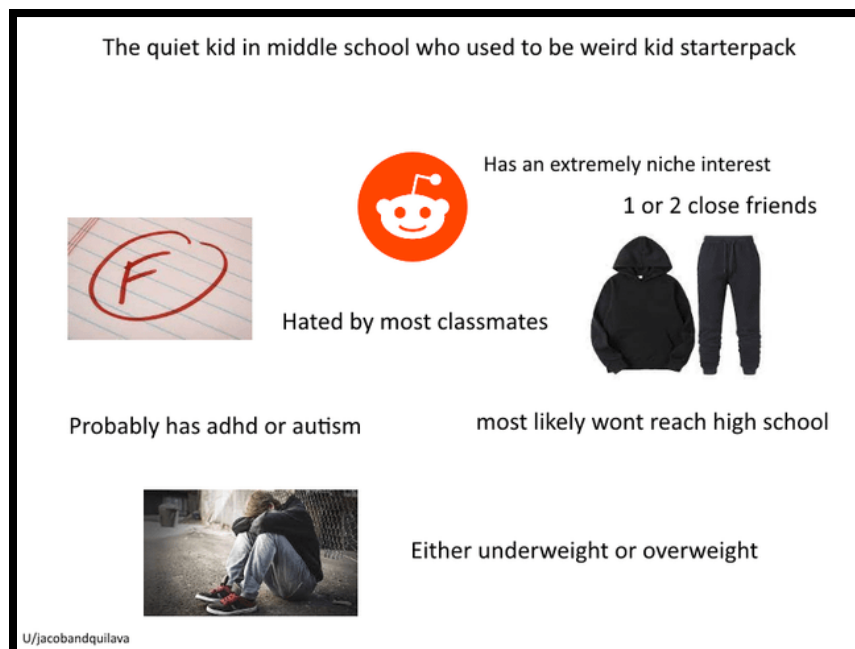 The quiet kid in middle school who used to be weird kid starterpack
Has an extremely niche interest
1 or 2 close friends
F
Hated by most classmates
Probably has adhd or autism
most likely wont reach high school
Either underweight or overweight
U/jacobandquilava